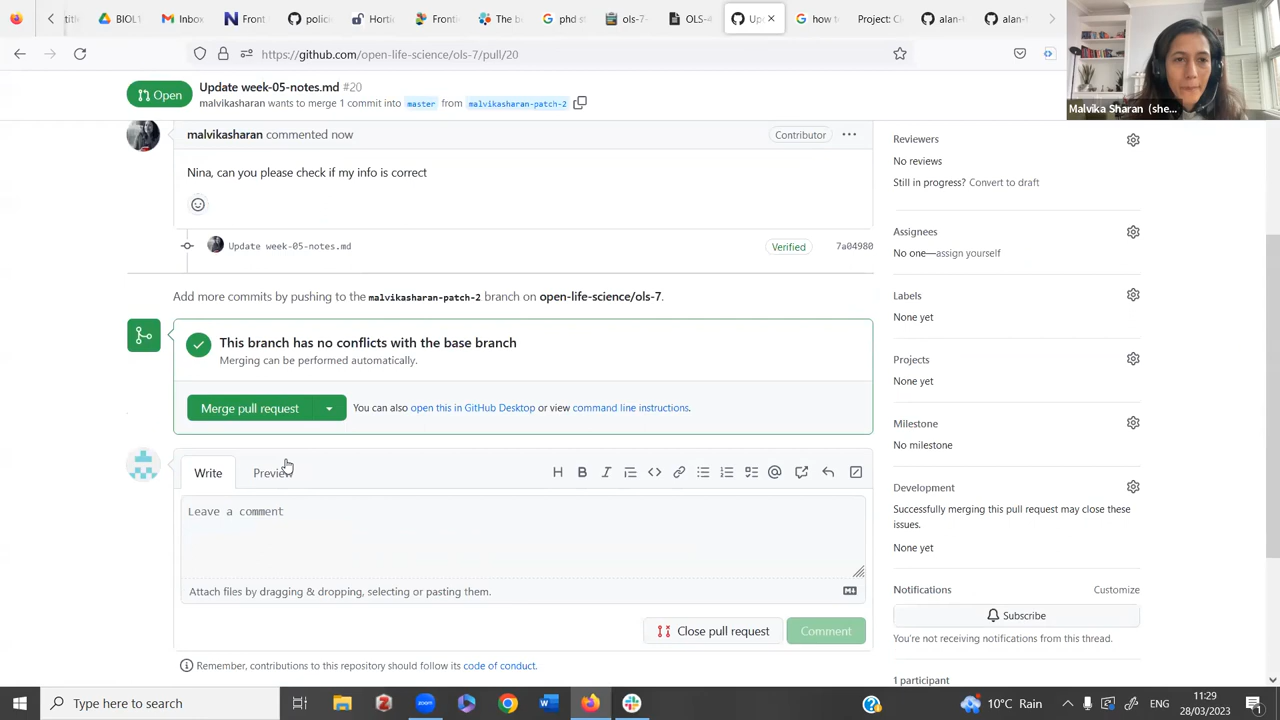 BIOL1
Inbox
Front
police
Hortic
Fronti
The b
phd st
ols-7-
OLS-4
Up
how to
Project: Cl
alan-f
alan-f
https://github.com/open-life-science/ols-7/pull/20
Malvika Sharan (she...
Open
Update week-05-notes.md #20
malvikasharan wants to merge 1 commit into master from malvikasharan-patch-2
malvikasharan commented now
Contributor
Nina, can you please check if my info is correct
Update week-05-notes.md
Verified
7a04980
Add more commits by pushing to the malvikasharan-patch-2 branch on open-life-science/ols-7.
This branch has no conflicts with the base branch
Merging can be performed automatically.
Merge pull request
You can also open this in GitHub Desktop or view command line instructions.
Write
Preview
Leave a comment
Attach files by dragging & dropping, selecting or pasting them.
Close pull request
Comment
Remember, contributions to this repository should follow its code of conduct.
Reviewers
No reviews
Still in progress? Convert to draft
Assignees
No one—assign yourself
Labels
None yet
Projects
None yet
Milestone
No milestone
Development
Successfully merging this pull request may close these
issues.
None yet
Notifications
Customize
Subscribe
You're not receiving notifications from this thread.
1 participant
Type here to search
zoom
10°C Rain
ENG
11:29
28/03/2023